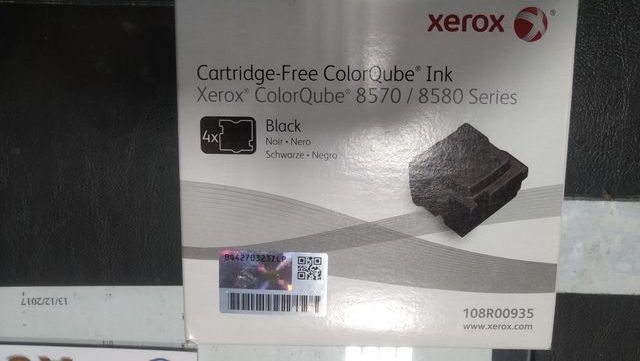 xerox
Cartridge-Free ColorQube® Ink
Xerox® ColorQube® 8570 / 8580 Series
4x
Black
Noir • Nero
Schwarze • Negro
108R00935
www.xerox.com
13/12/2017